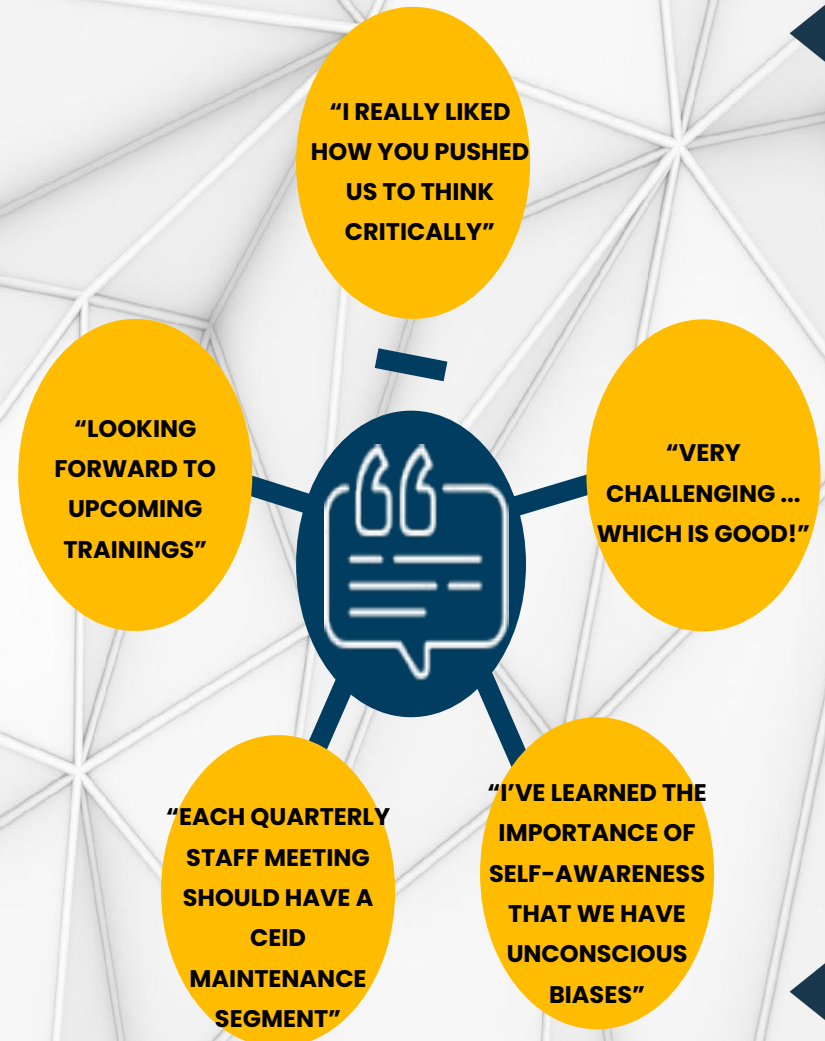 “I REALLY LIKED
HOW YOU PUSHED
US TO THINK
CRITICALLY”
“LOOKING
FORWARD TO
UPCOMING
TRAININGS”
“VERY
CHALLENGING ...
WHICH IS GOOD!”
“EACH QUARTERLY
STAFF MEETING
SHOULD HAVE A
CEID
MAINTENANCE
SEGMENT”
“I’VE LEARNED THE
IMPORTANCE OF
SELF-AWARENESS
THAT WE HAVE
UNCONSCIOUS
BIASES”